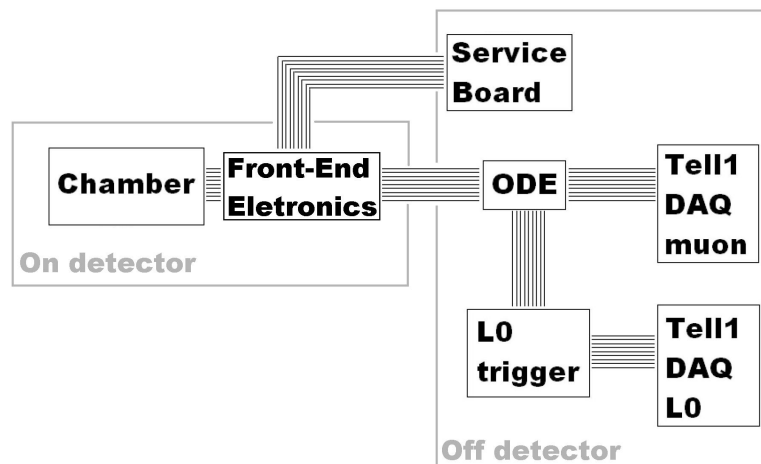 Service
Board
Chamber
Front-End
Eletronics
ODE
Tell1
DAQ
muon
On detector
L0
trigger
Tell1
DAQ
L0
Off detector